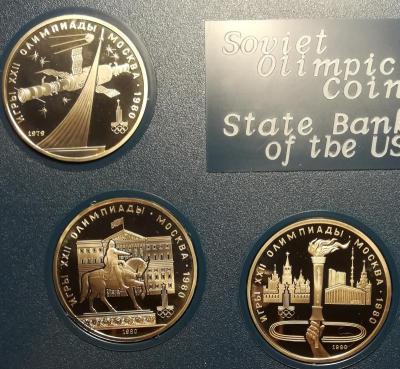 ИГРЫ XXII ОЛИМПИАДЫ • МОСКВА • 1980
1979
Soviet
Olympic
Coin
State Bank
of the US
ИГРЫ XXII ОЛИМПИАДЫ • МОСКВА • 1980
1980
ИГРЫ XXII ОЛИМПИАДЫ • МОСКВА • 1980
1980